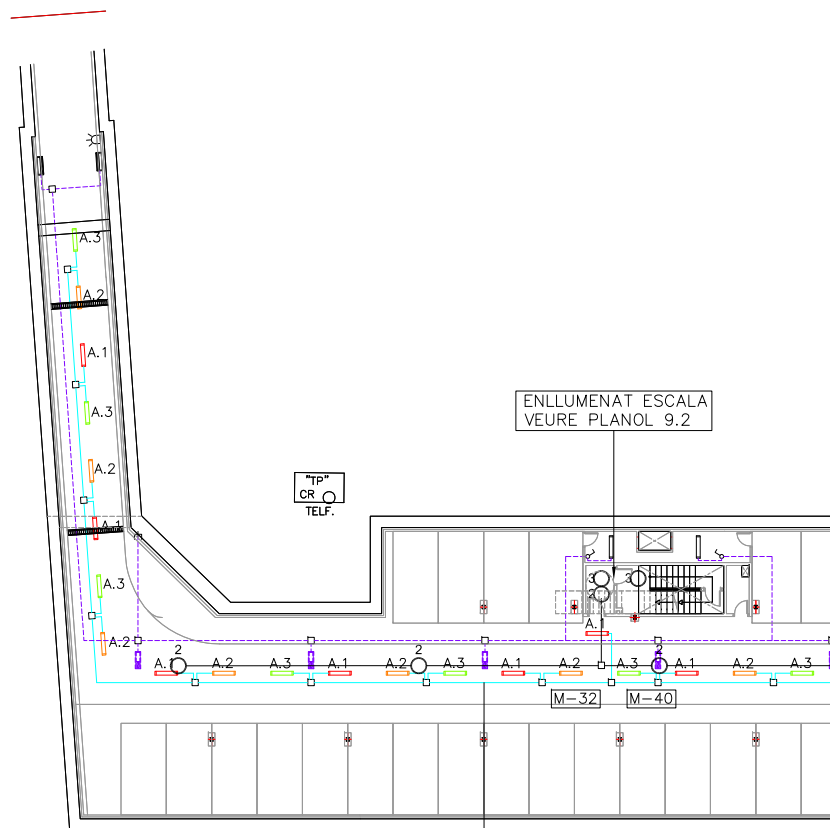 A.3
A.2
A.1
A.3
ENLLUMENAT ESCALA
VEURE PLANOL 9.2
A.2
"TP"
CR
TELF.
A.1
A.3
3 3
2
A.1
A.2
2 2 2
A.1 A.2 A.3 A.1 A.2 A.3 A.1 A.2 A.3 A.1 A.2 A.3
M-32 M-40